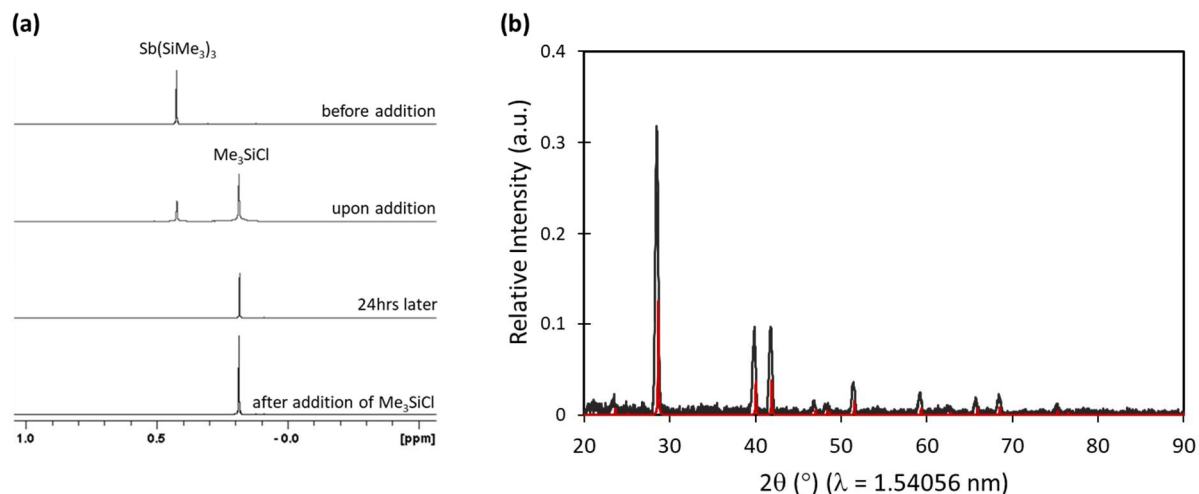 (a)
Sb(SiMe₃)₃
before addition
Me₃SiCl
upon addition
24hrs later
after addition of Me₃SiCl
1.0 0.5 -0.0 [ppm]
(b)
Relative Intensity (a.u.)
0.4
0.3
0.2
0.1
0
20 30 40 50 60 70 80 90
2θ (°) (λ = 1.54056 nm)